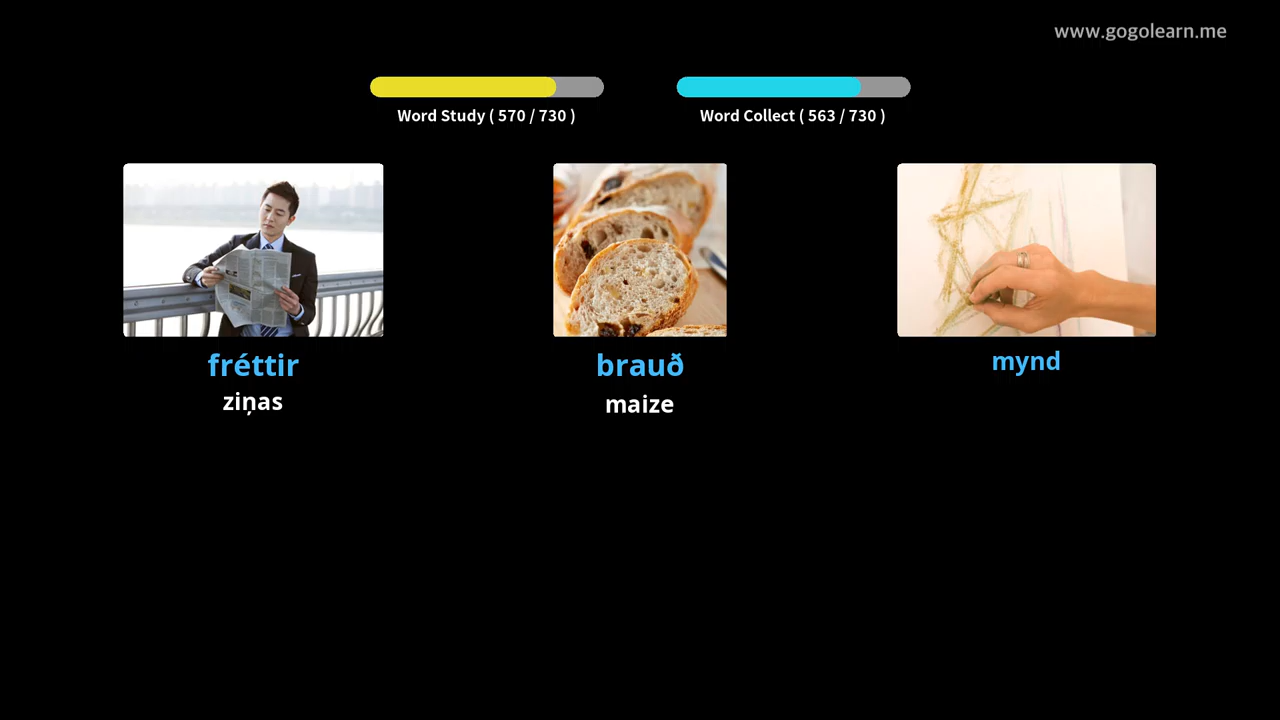 www.gogolearn.me
Word Study ( 570 / 730 )
Word Collect ( 563 / 730 )
fréttir
ziņas
brauð
maize
mynd